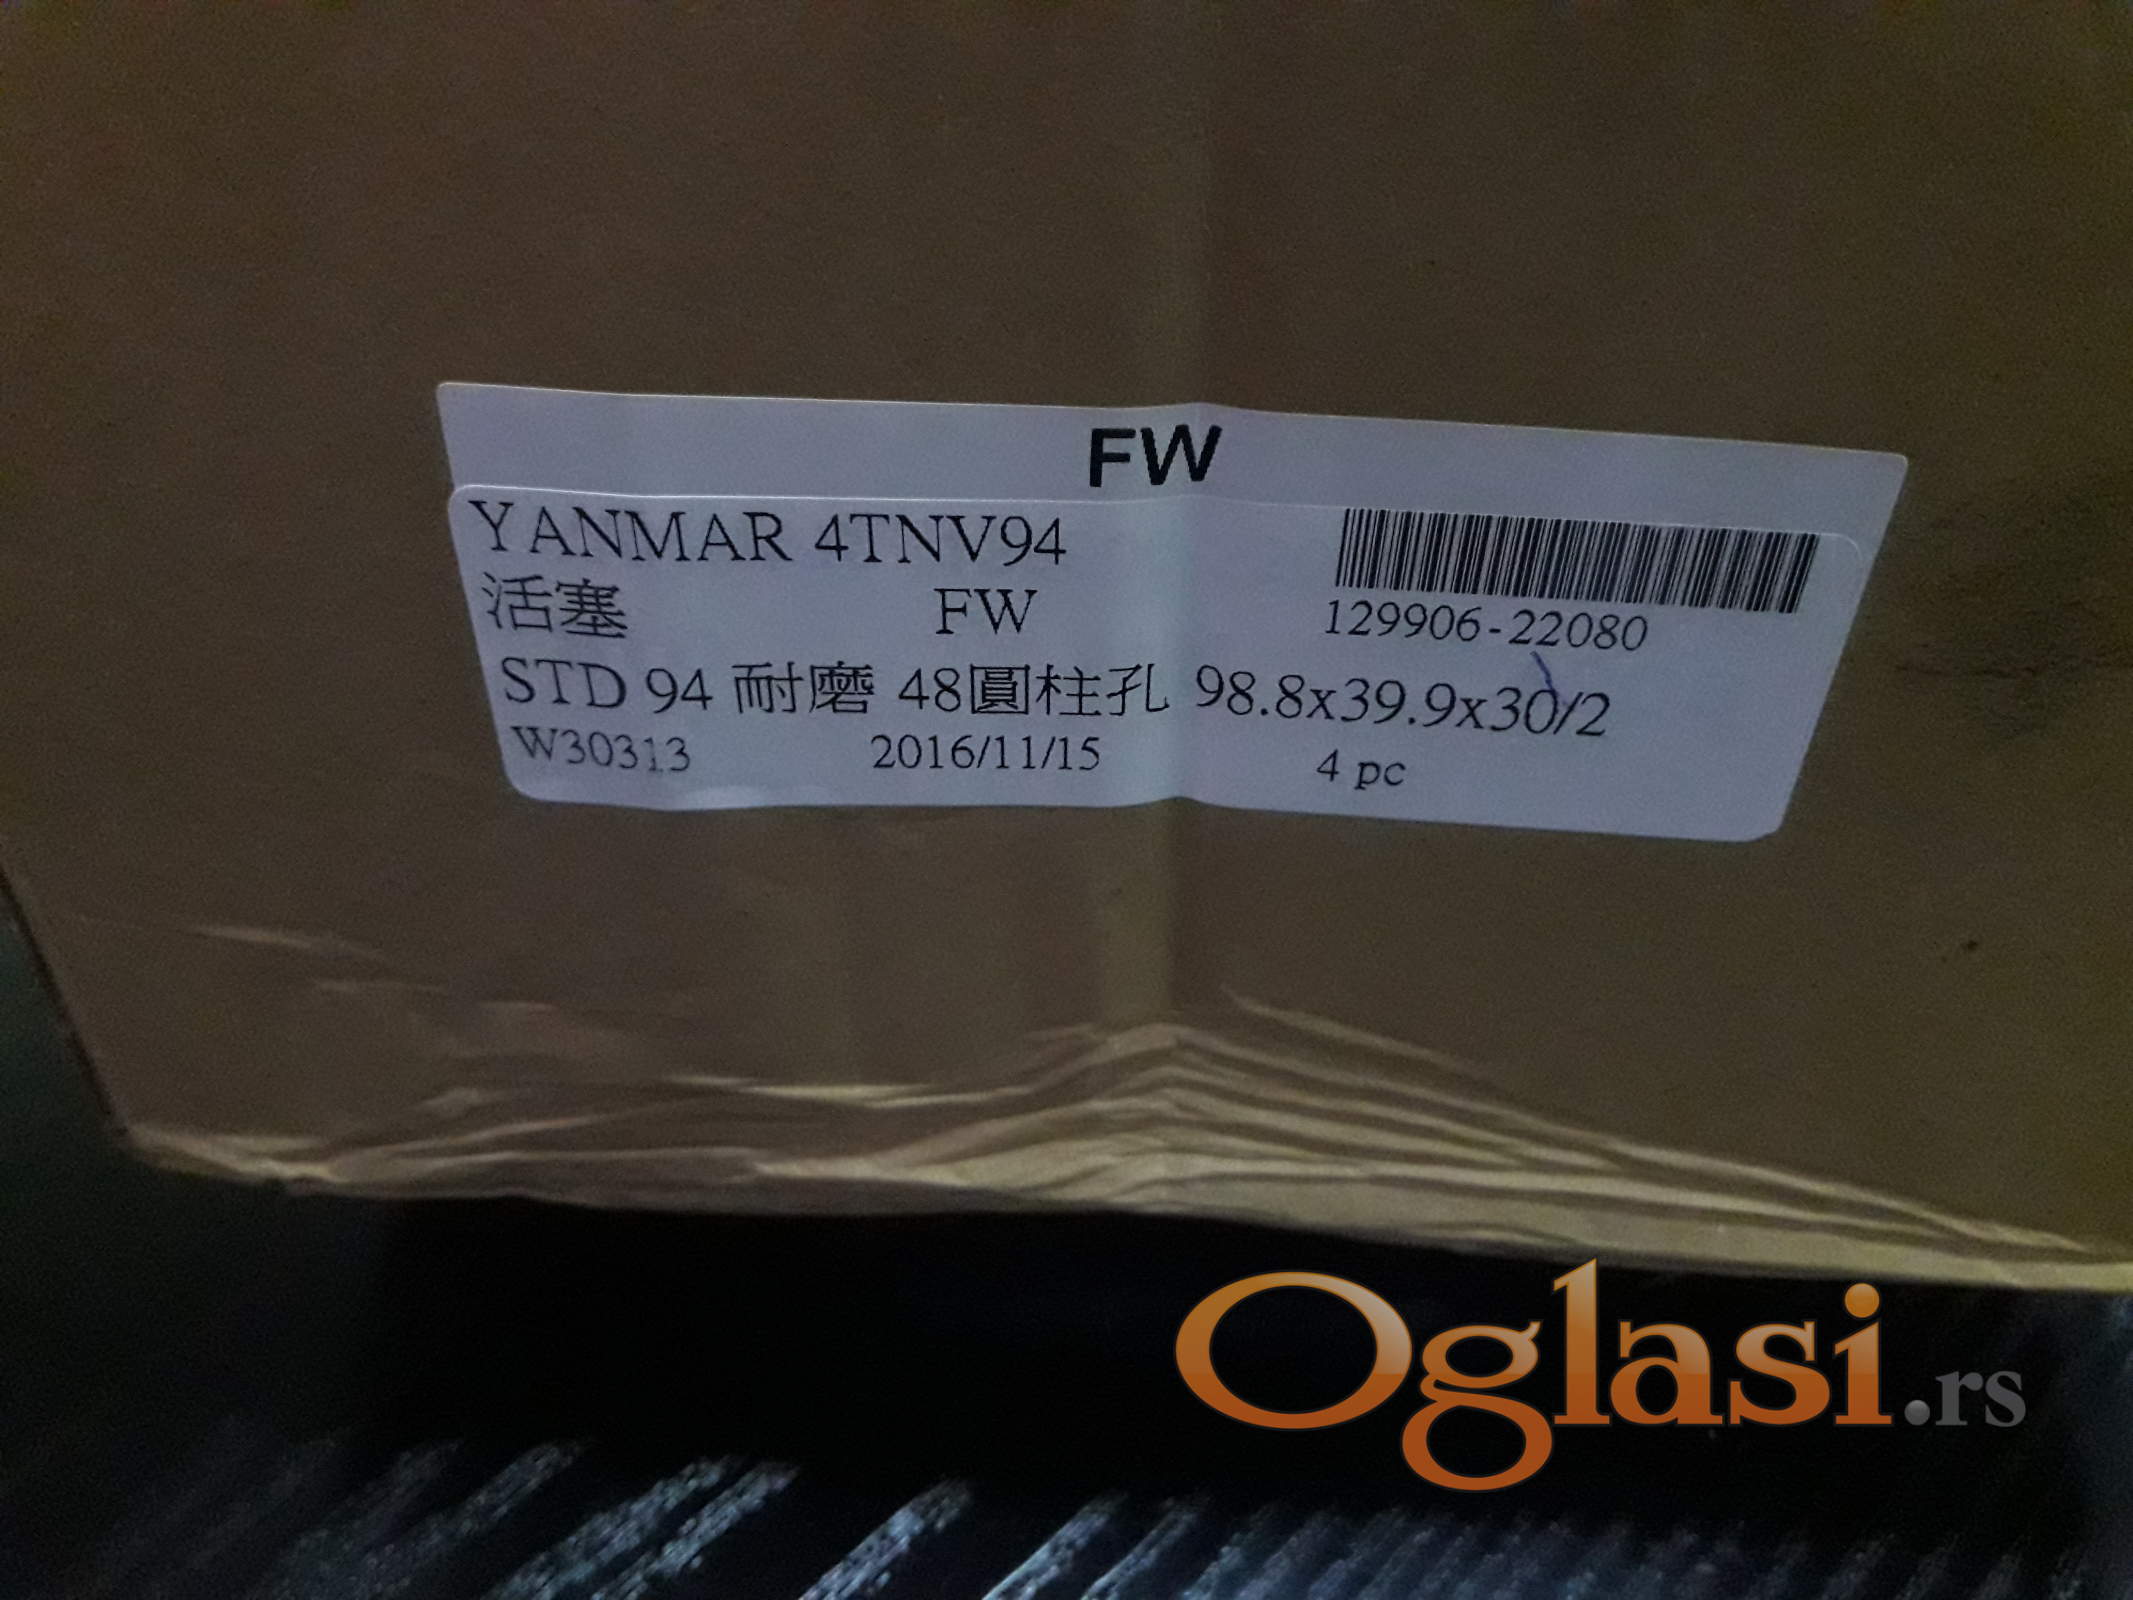 FW
YANMAR 4TNV94
129906-22080
活塞 FW
STD 94 耐磨 48圓柱孔 98.8x39.9x30/2
W30313 2016/11/15 4 pc
Oglasi.rs